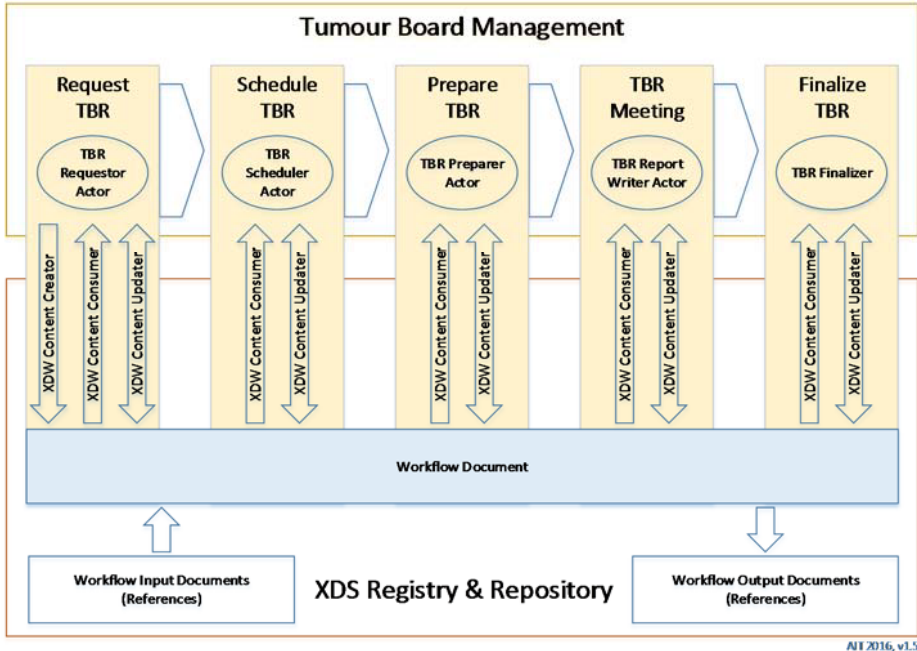 Tumour Board Management
Request
TBR
Schedule
TBR
Prepare
TBR
TBR
Meeting
Finalize
TBR
TBR
Requestor
Actor
TBR
Scheduler
Actor
TBR Preparer
Actor
TBR Report
Writer Actor
TBR Finalizer
XDW Content Creator
XDW Content Consumer
XDW Content Updater
XDW Content Consumer
XDW Content Updater
XDW Content Consumer
XDW Content Updater
XDW Content Consumer
XDW Content Updater
XDW Content Consumer
XDW Content Updater
Workflow Document
Workflow Input Documents
(References)
XDS Registry & Repository
Workflow Output Documents
(References)
AIT 2016, v1.5